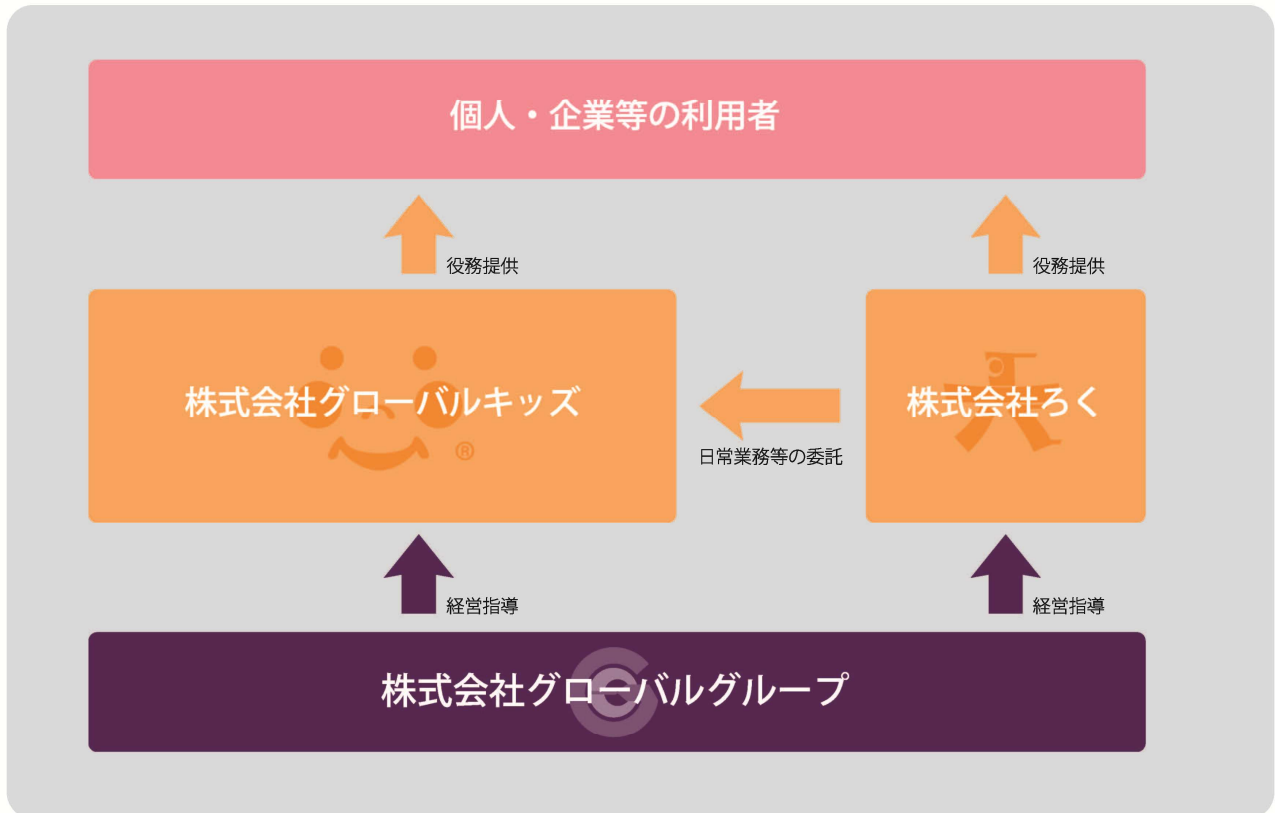 個人・企業等の利用者
役務提供
役務提供
株式会社グローバルキッズ
®
日常業務等の委託
株式会社ろく
経営指導
経営指導
株式会社グローバルグループ